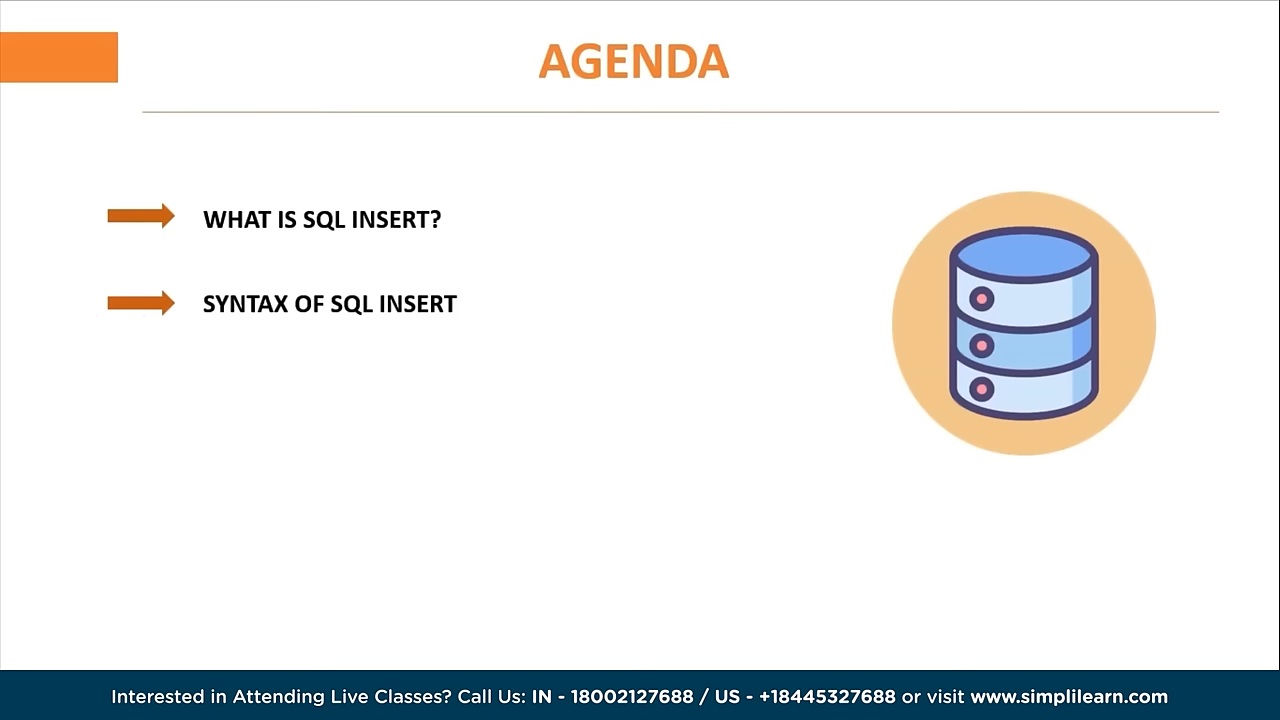 AGENDA
WHAT IS SQL INSERT?
SYNTAX OF SQL INSERT
Interested in Attending Live Classes? Call Us: IN - 18002127688 / US - +18445327688 or visit www.simplilearn.com